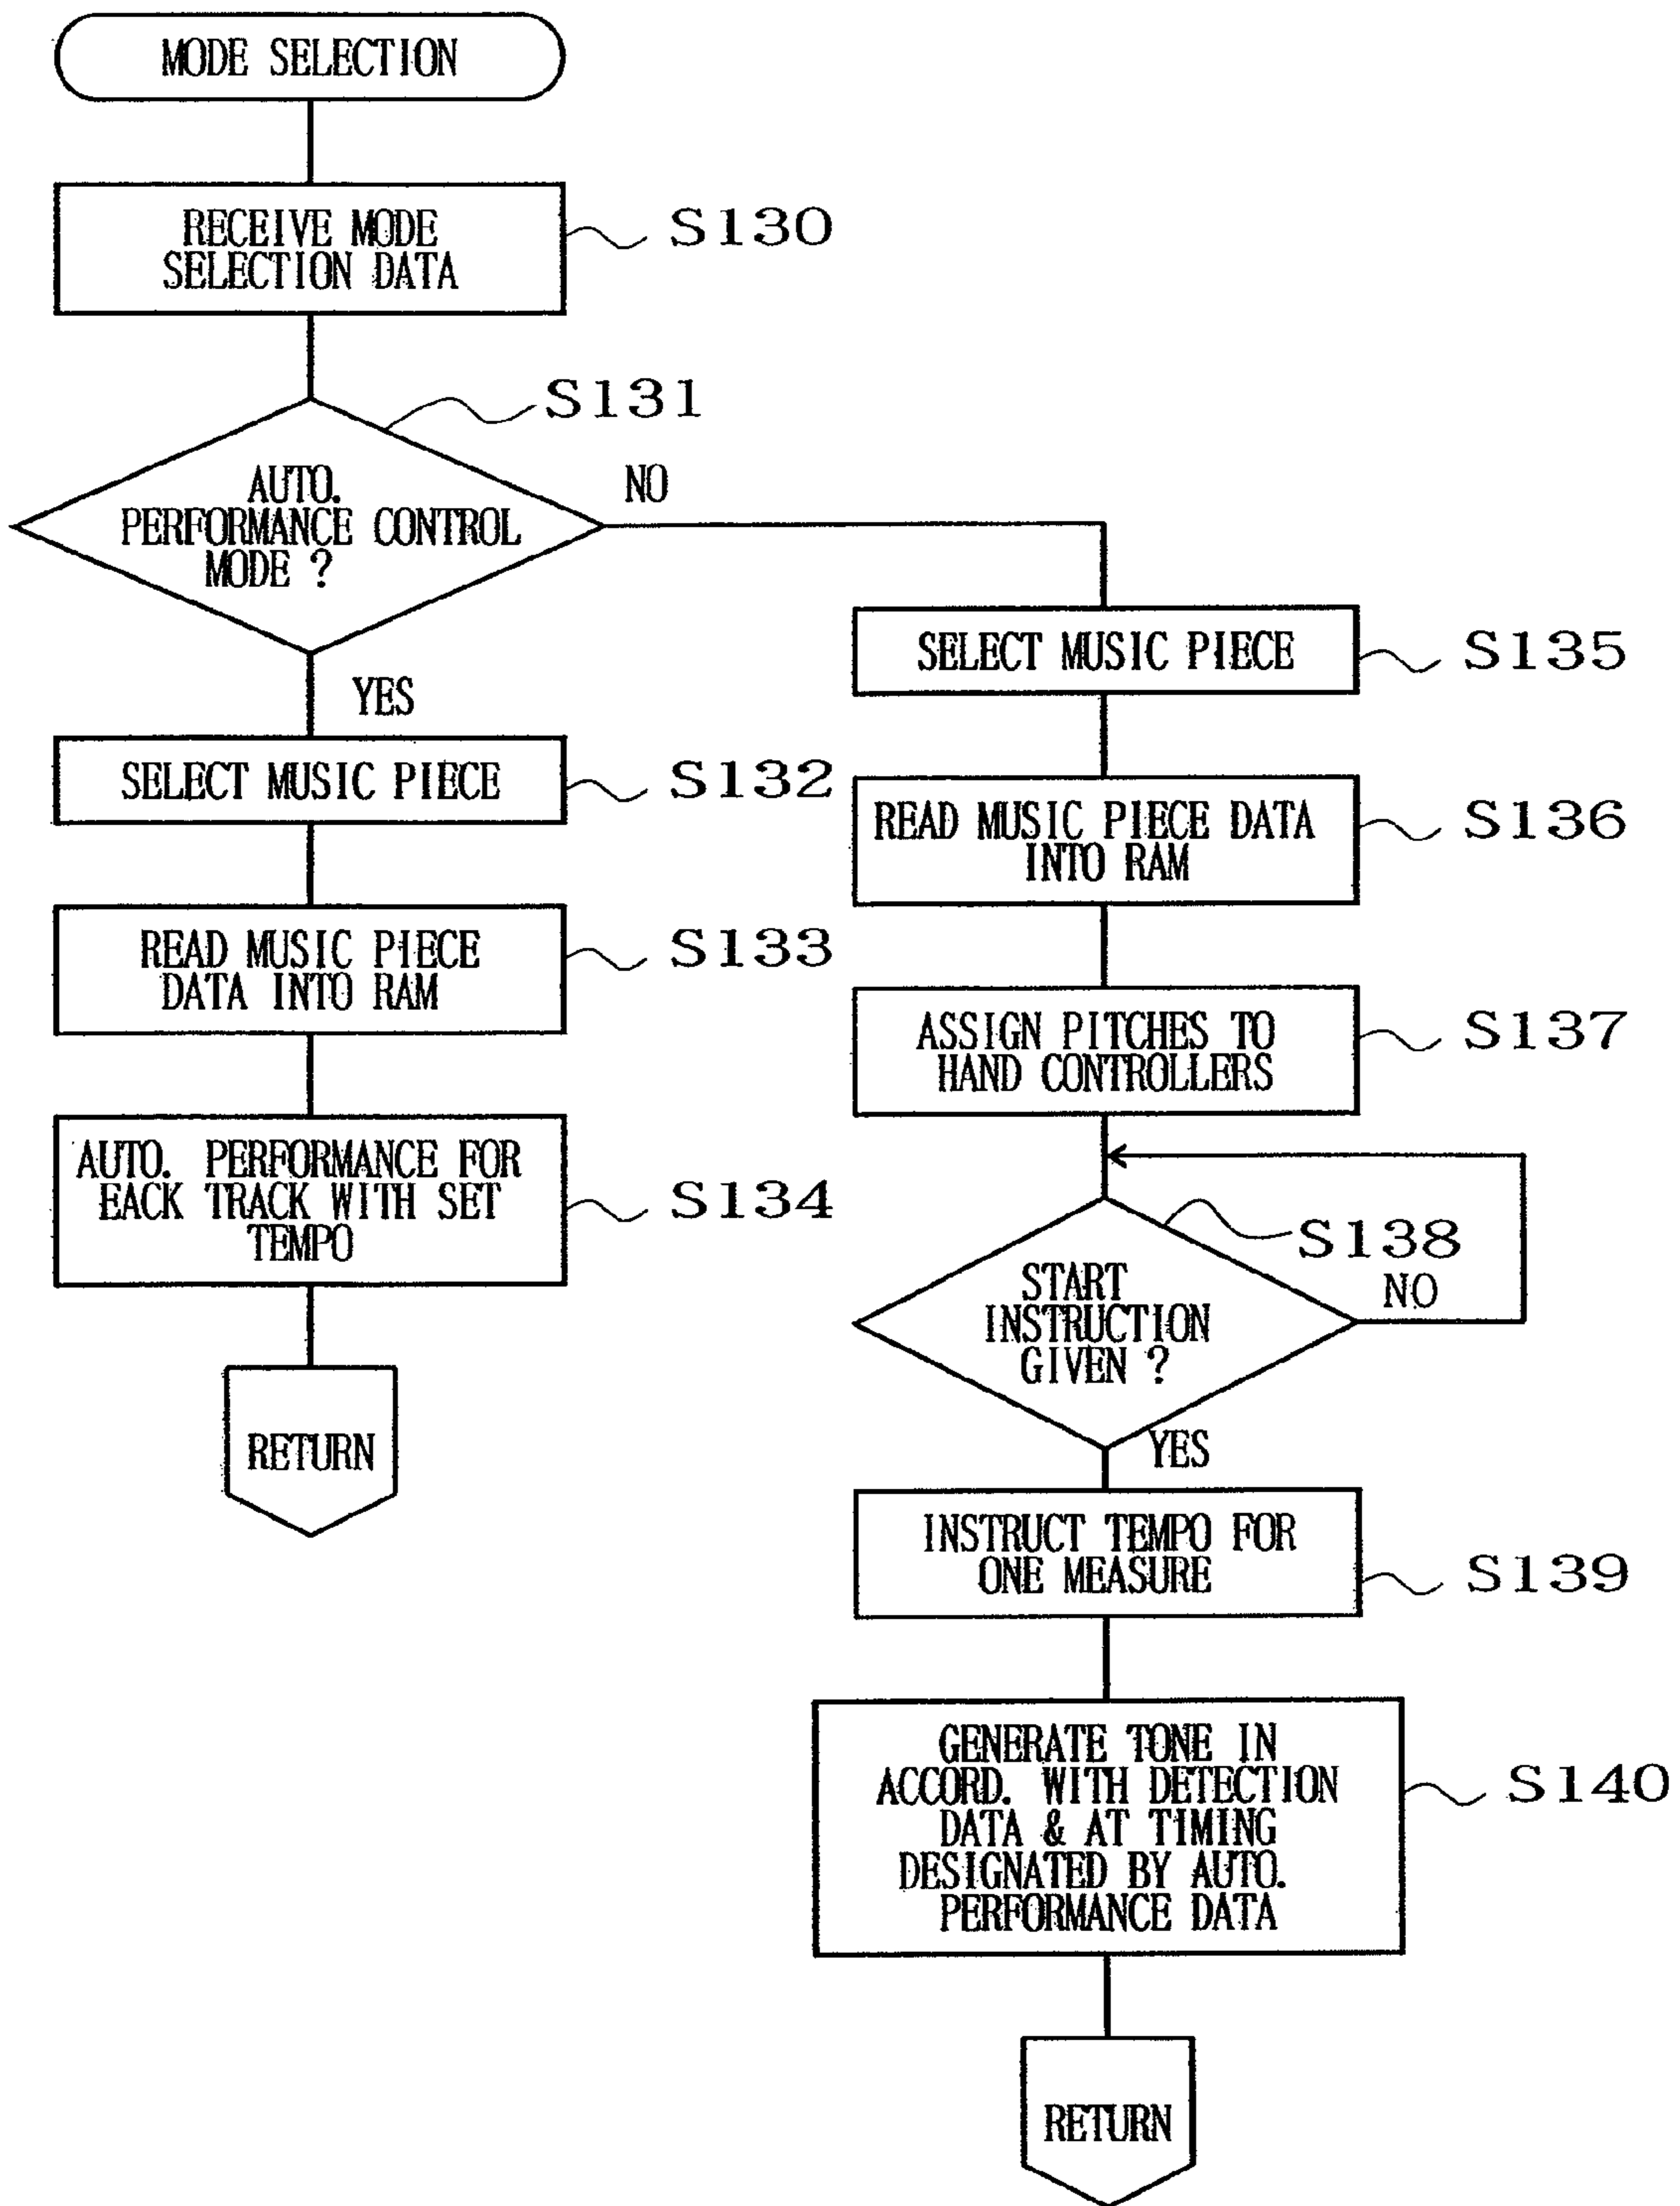 MODE SELECTION
RECEIVE MODE
SELECTION DATA
S130
S131
AUTO.
PERFORMANCE CONTROL
MODE ?
NO
YES
SELECT MUSIC PIECE
S132
READ MUSIC PIECE
DATA INTO RAM
S133
AUTO. PERFORMANCE FOR
EACK TRACK WITH SET
TEMPO
S134
RETURN
SELECT MUSIC PIECE
S135
READ MUSIC PIECE DATA
INTO RAM
S136
ASSIGN PITCHES TO
HAND CONTROLLERS
S137
S138
START
INSTRUCTION
GIVEN ?
NO
YES
INSTRUCT TEMPO FOR
ONE MEASURE
S139
GENERATE TONE IN
ACCORD. WITH DETECTION
DATA & AT TIMING
DESIGNATED BY AUTO.
PERFORMANCE DATA
S140
RETURN